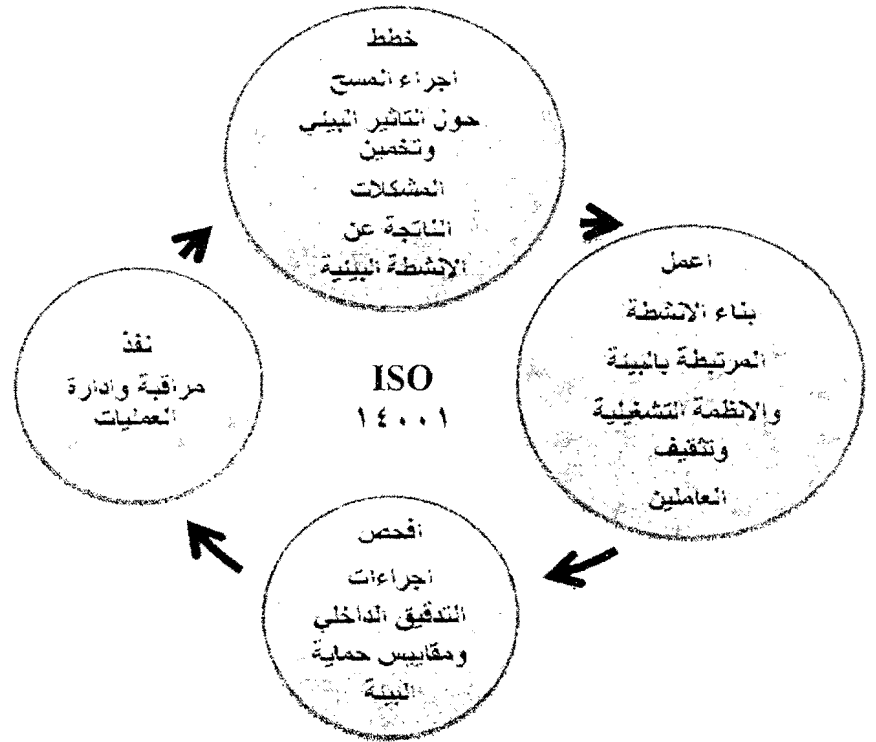 خطط
اجراء المسح
حول التاثير البيئي
وتخمين
المشكلات
الناتجة عن
الانشطة البيئية
اعمل
بناء الانشطة
المرتبطة بالبيئة
والانظمة التشغيلية
وتثقيف
العاملين
افحص
اجراءات
التدقيق الداخلي
ومقاييس حماية
البيئة
نفذ
مراقبة وادارة
العمليات
ISO
١٤٠٠١